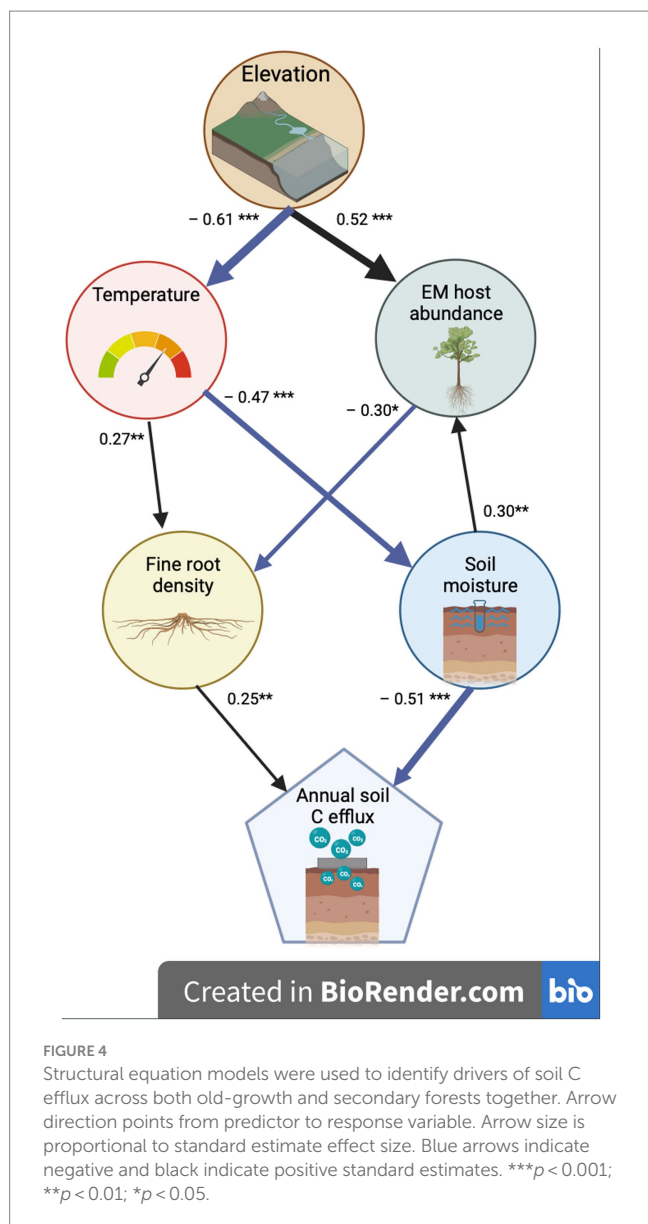 Elevation
– 0.61 ***
0.52 ***
Temperature
EM host
abundance
– 0.47 ***
– 0.30*
0.27**
0.30**
Fine root
density
Soil
moisture
0.25**
– 0.51 ***
Annual soil
C efflux
CO₂
CO₂
CO₂
CO₂
CO₂
CO₂
Created in BioRender.com bio
FIGURE 4
Structural equation models were used to identify drivers of soil C
efflux across both old-growth and secondary forests together. Arrow
direction points from predictor to response variable. Arrow size is
proportional to standard estimate effect size. Blue arrows indicate
negative and black indicate positive standard estimates. ***p < 0.001;
**p < 0.01; *p < 0.05.